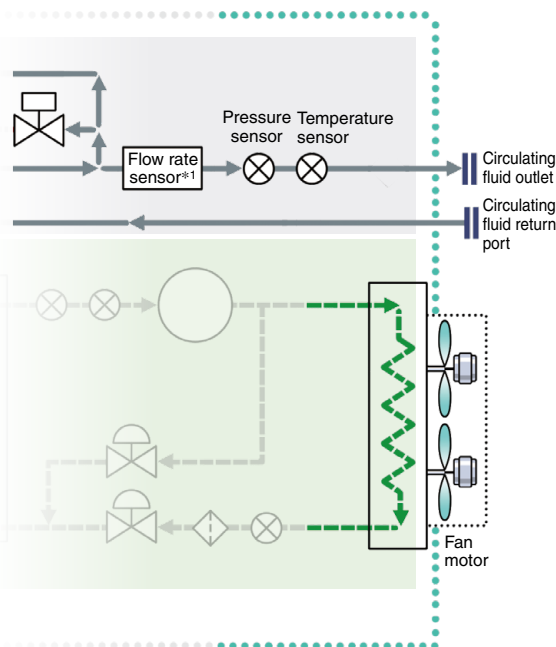 Pressure
sensor
Temperature
sensor
Flow rate
sensor*1
Circulating
fluid outlet
Circulating
fluid return
port
Fan
motor